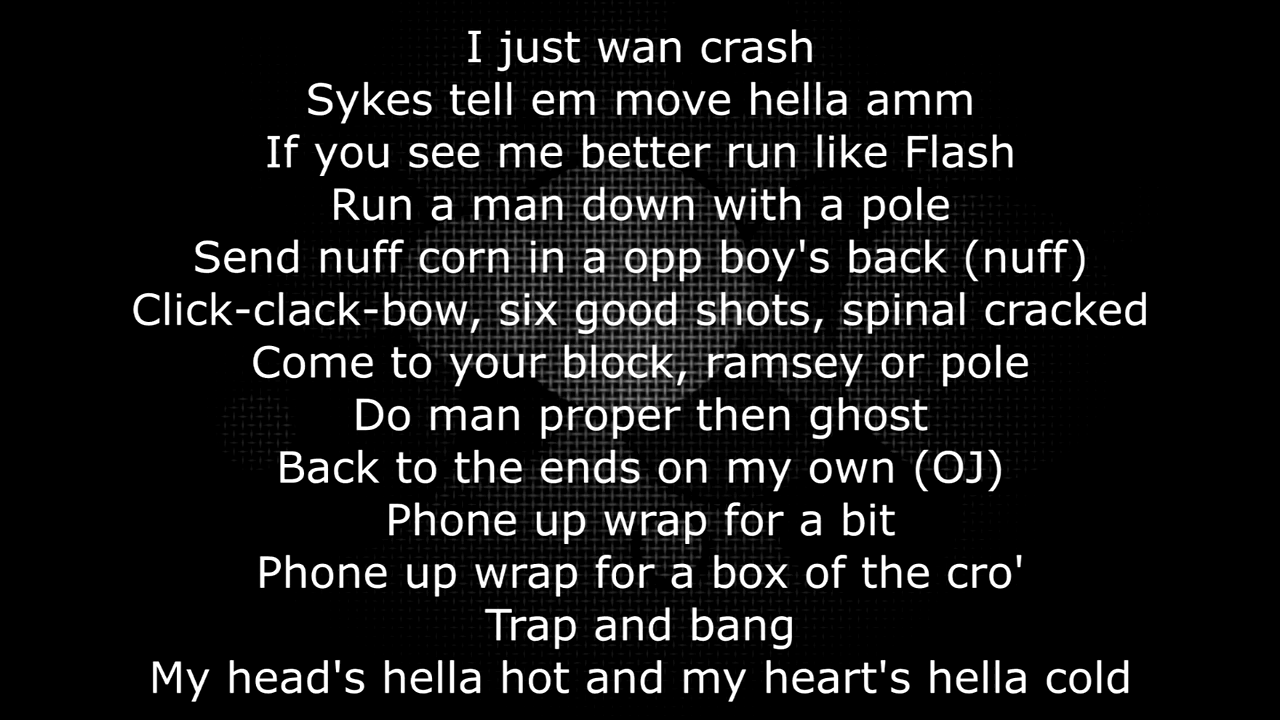 I just wan crash
Sykes tell em move hella amm
If you see me better run like Flash
Run a man down with a pole
Send nuff corn in a opp boy's back (nuff)
Click-clack-bow, six good shots, spinal cracked
Come to your block, ramsey or pole
Do man proper then ghost
Back to the ends on my own (OJ)
Phone up wrap for a bit
Phone up wrap for a box of the cro'
Trap and bang
My head's hella hot and my heart's hella cold